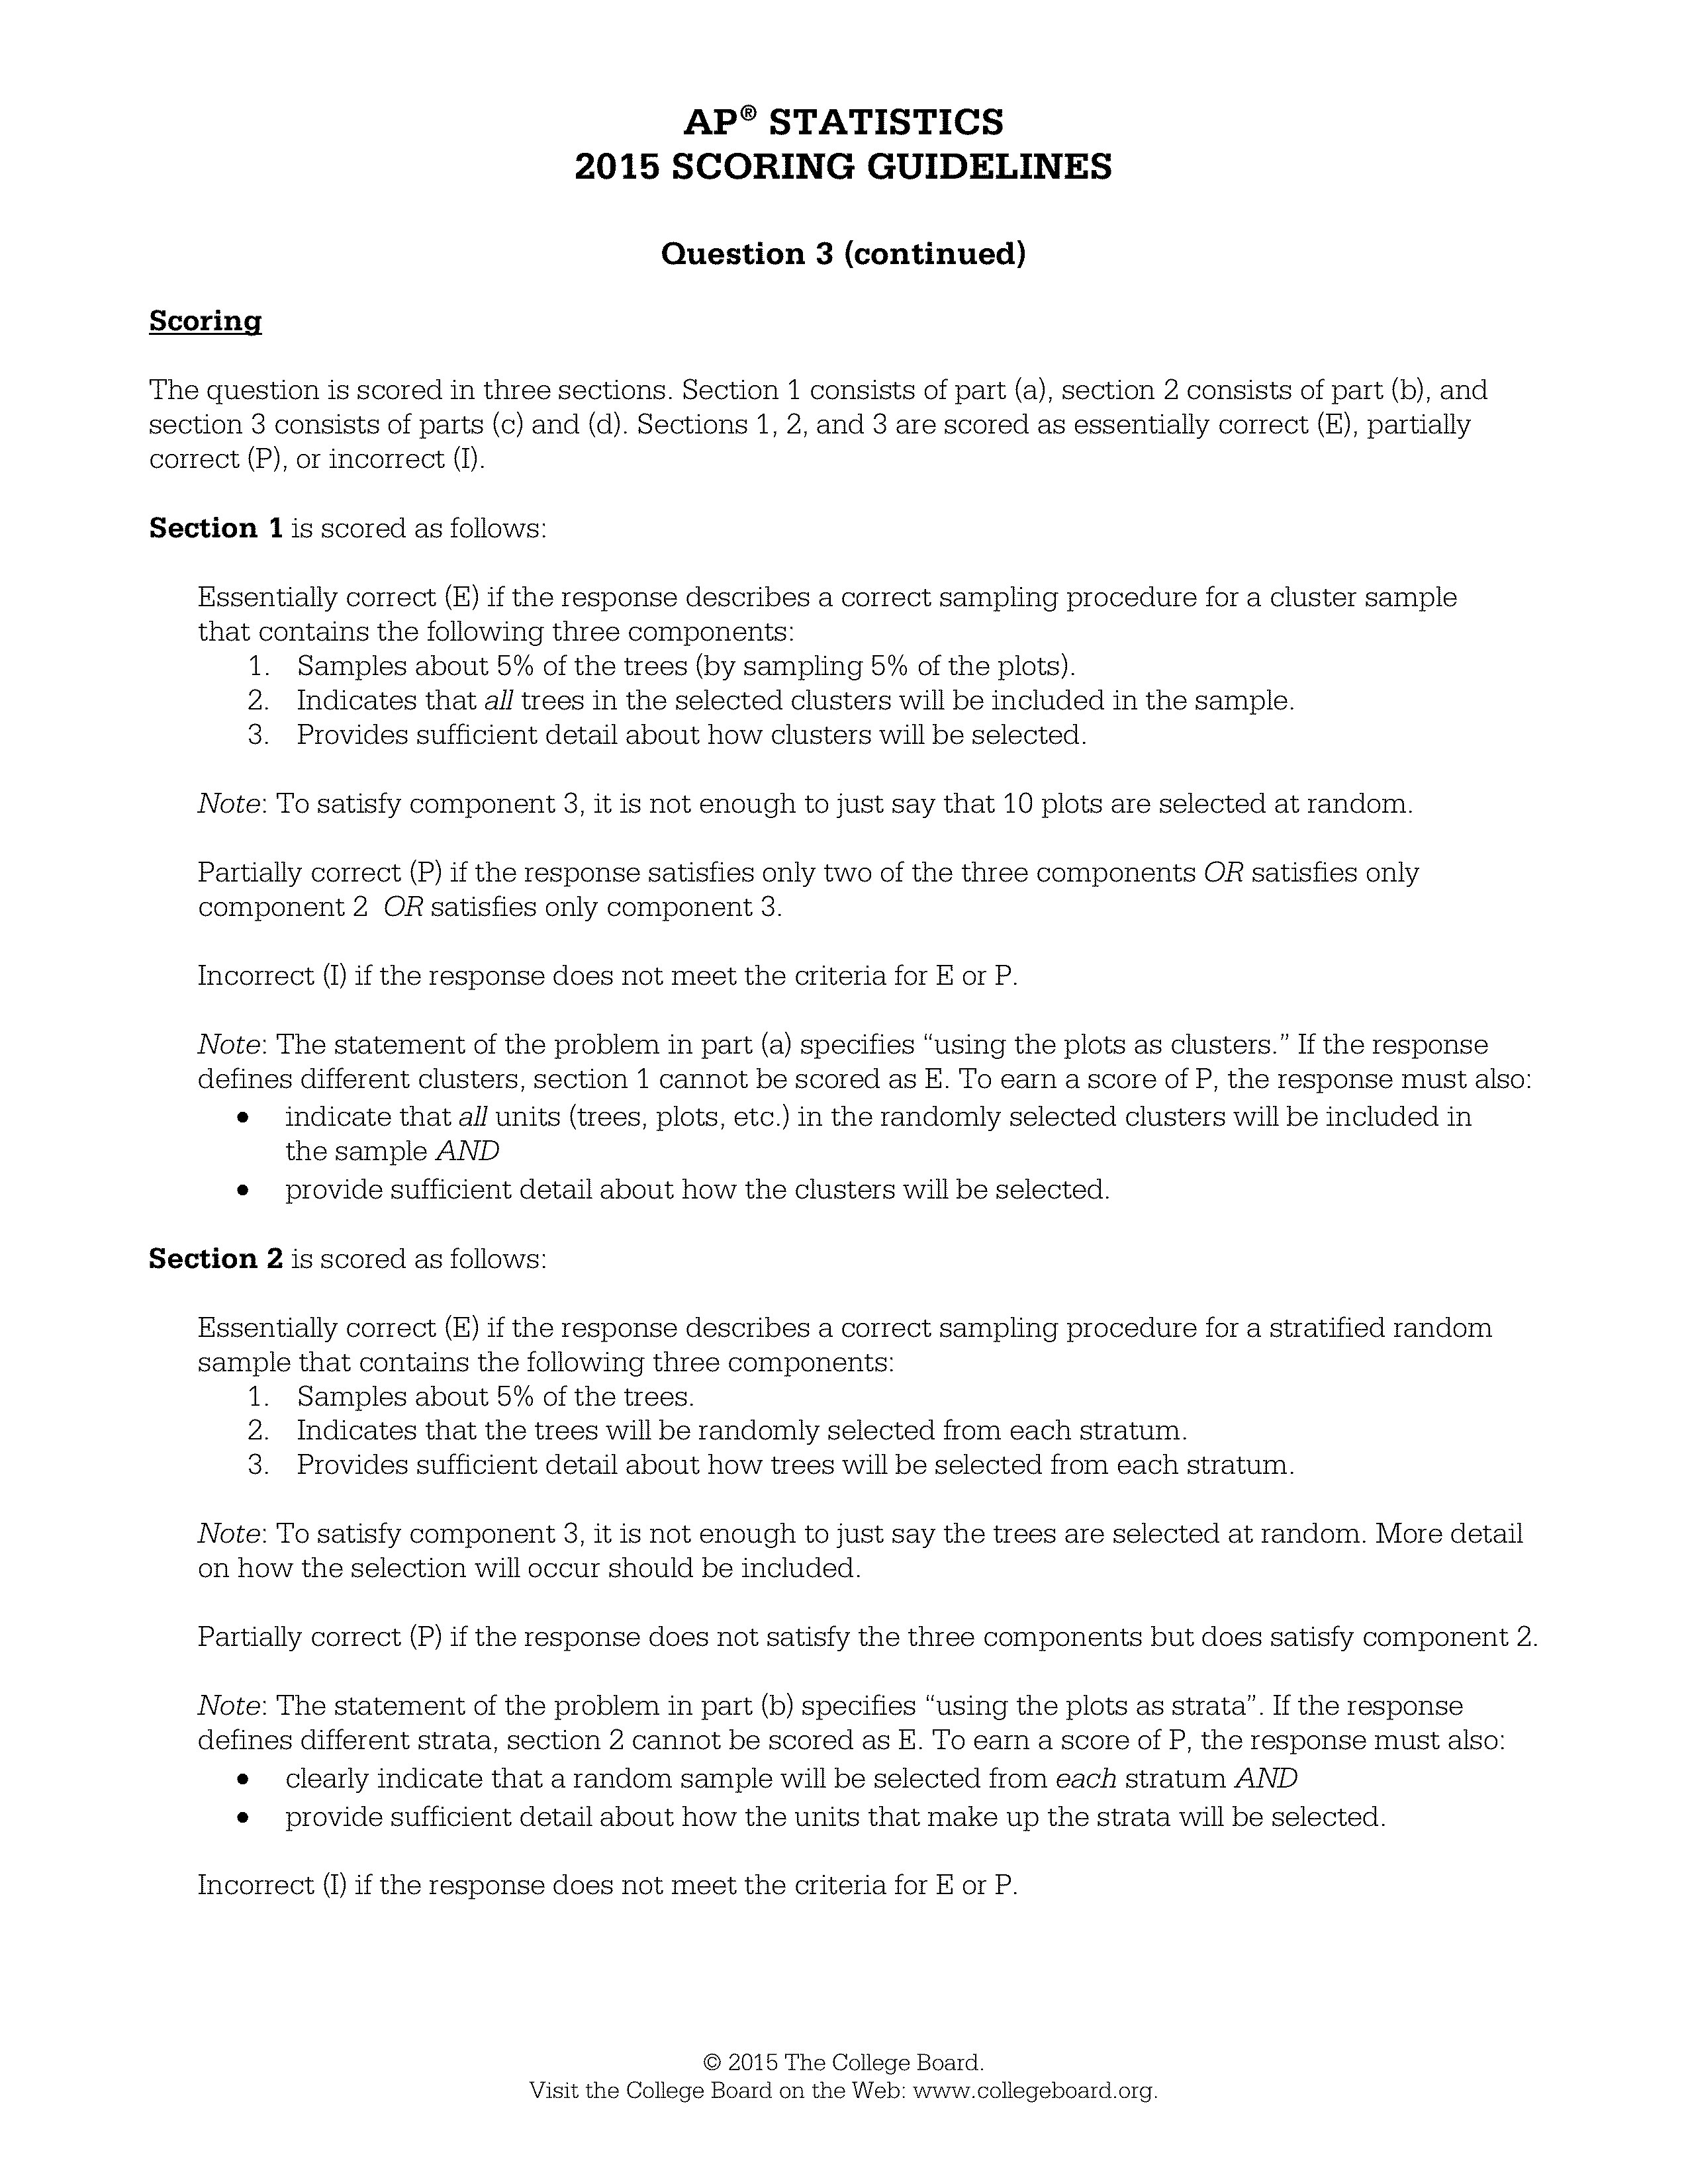 AP® STATISTICS
2015 SCORING GUIDELINES
Question 3 (continued)
Scoring
The question is scored in three sections. Section 1 consists of part (a), section 2 consists of part (b), and
section 3 consists of parts (c) and (d). Sections 1, 2, and 3 are scored as essentially correct (E), partially
correct (P), or incorrect (I).
Section 1 is scored as follows:
Essentially correct (E) if the response describes a correct sampling procedure for a cluster sample
that contains the following three components:
1. Samples about 5% of the trees (by sampling 5% of the plots).
2. Indicates that all trees in the selected clusters will be included in the sample.
3. Provides sufficient detail about how clusters will be selected.
Note: To satisfy component 3, it is not enough to just say that 10 plots are selected at random.
Partially correct (P) if the response satisfies only two of the three components OR satisfies only
component 2 OR satisfies only component 3.
Incorrect (I) if the response does not meet the criteria for E or P.
Note: The statement of the problem in part (a) specifies “using the plots as clusters.” If the response
defines different clusters, section 1 cannot be scored as E. To earn a score of P, the response must also:
• indicate that all units (trees, plots, etc.) in the randomly selected clusters will be included in
the sample AND
• provide sufficient detail about how the clusters will be selected.
Section 2 is scored as follows:
Essentially correct (E) if the response describes a correct sampling procedure for a stratified random
sample that contains the following three components:
1. Samples about 5% of the trees.
2. Indicates that the trees will be randomly selected from each stratum.
3. Provides sufficient detail about how trees will be selected from each stratum.
Note: To satisfy component 3, it is not enough to just say the trees are selected at random. More detail
on how the selection will occur should be included.
Partially correct (P) if the response does not satisfy the three components but does satisfy component 2.
Note: The statement of the problem in part (b) specifies “using the plots as strata”. If the response
defines different strata, section 2 cannot be scored as E. To earn a score of P, the response must also:
• clearly indicate that a random sample will be selected from each stratum AND
• provide sufficient detail about how the units that make up the strata will be selected.
Incorrect (I) if the response does not meet the criteria for E or P.
© 2015 The College Board.
Visit the College Board on the Web: www.collegeboard.org.